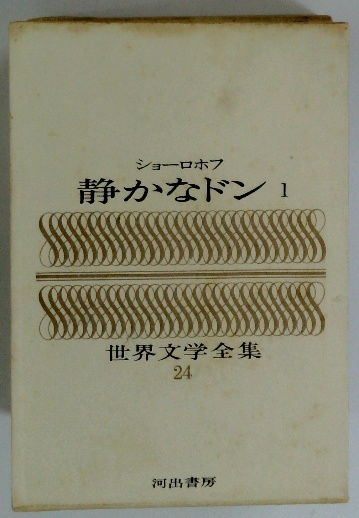 ショーロホフ
静かなドン 1
世界文学全集
24
河出書房